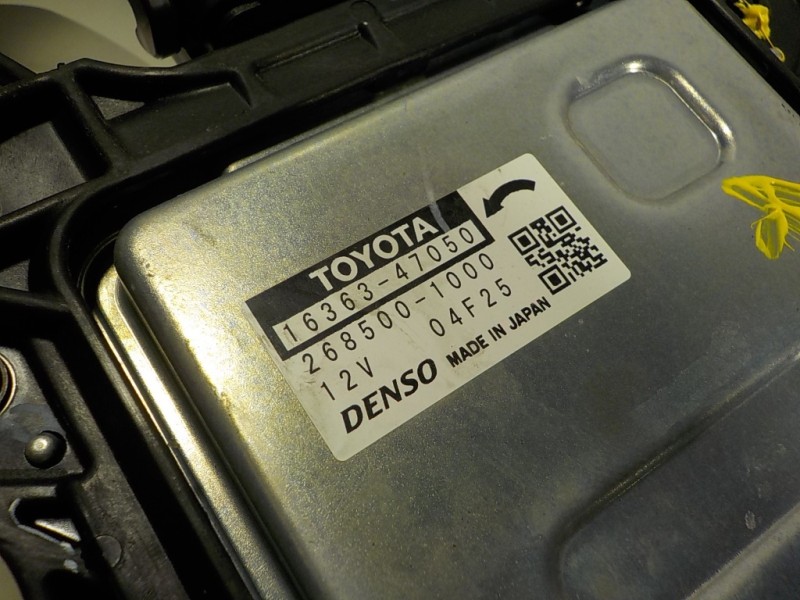 TOYOTA
16363-47050
268500-1000
12V 04F25
DENSO MADE IN JAPAN